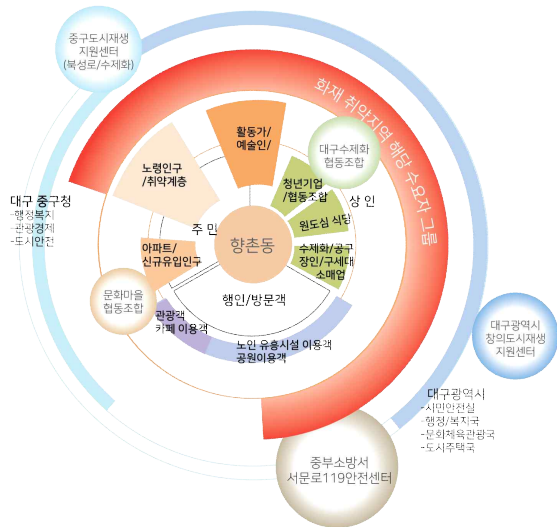 중구도시재생
지원센터
(북성로/수제화)
화재 취약지역 해당 수요자 그룹
활동가/
예술인/
대구수제화
협동조합
노령인구
/취약계층
청년기업
/협동조합
상 인
대구 중구청
-행정복지
-관광경제
-도시안전
원도심 식당
주 민
향촌동
아파트/
신규유입인구
수제화/공구
장인/구세대
소매업
문화마을
협동조합
행인/방문객
관광객
카페 이용객
노인 유흥시설 이용객
공원이용객
대구광역시
창의도시재생
지원센터
대구광역시
-시민안전실
-행정/복지국
-문화체육관광국
-도시주택국
중부소방서
서문로119안전센터